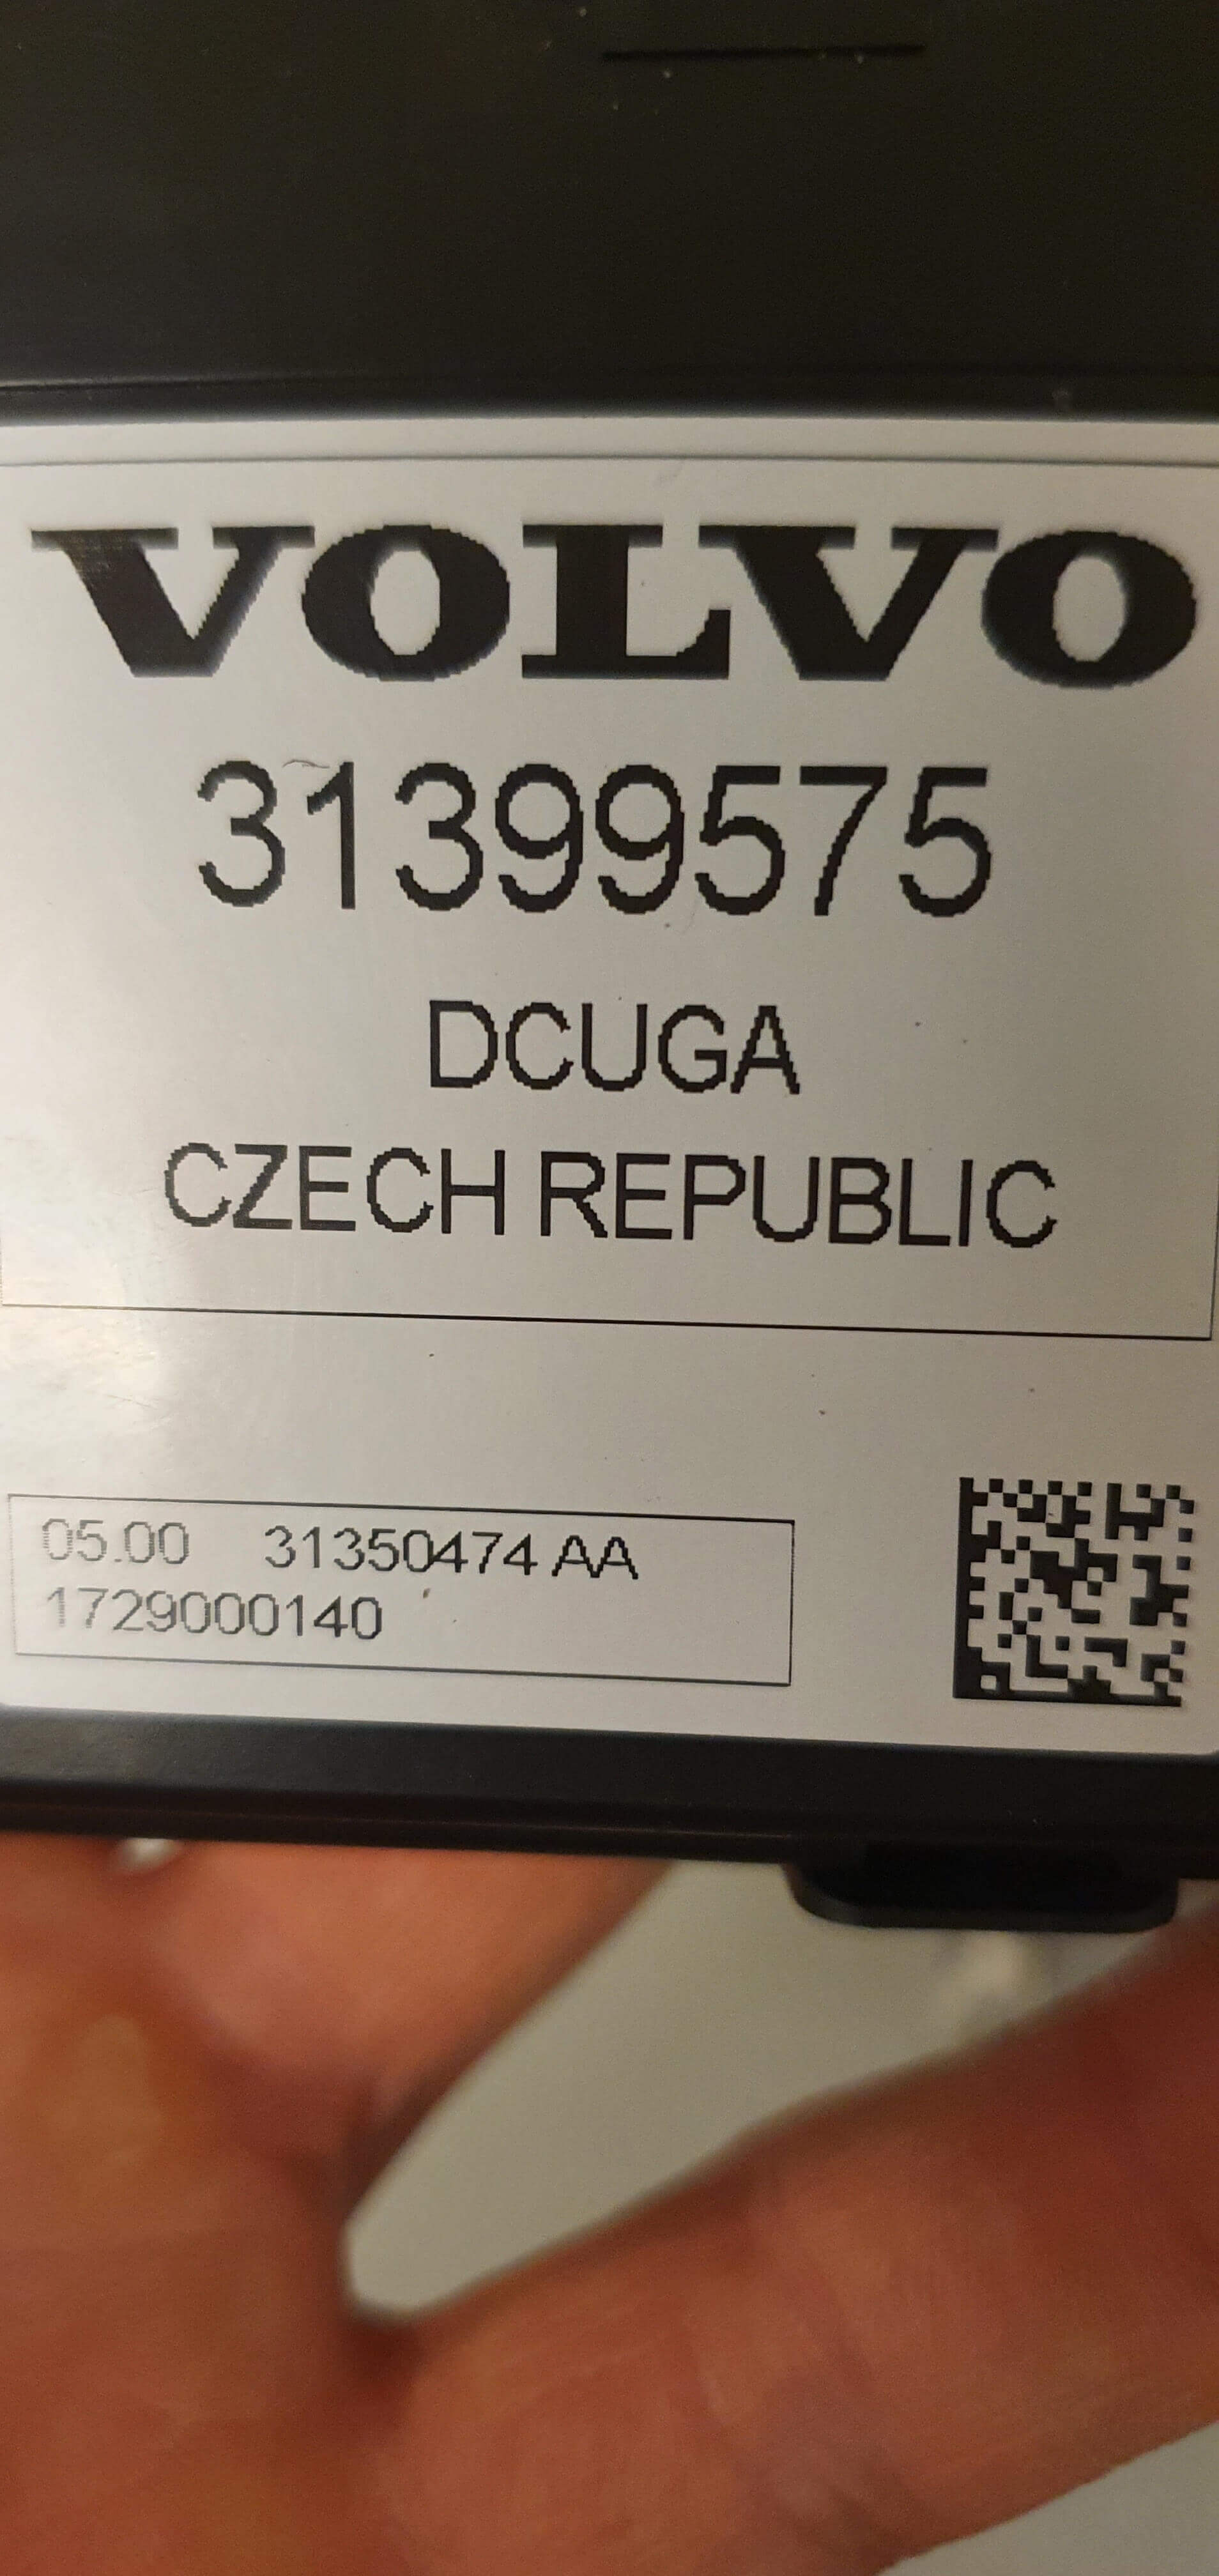 VOLVO
31399575
DCUGA
CZECH REPUBLIC
05.00 31350474 AA
1729000140